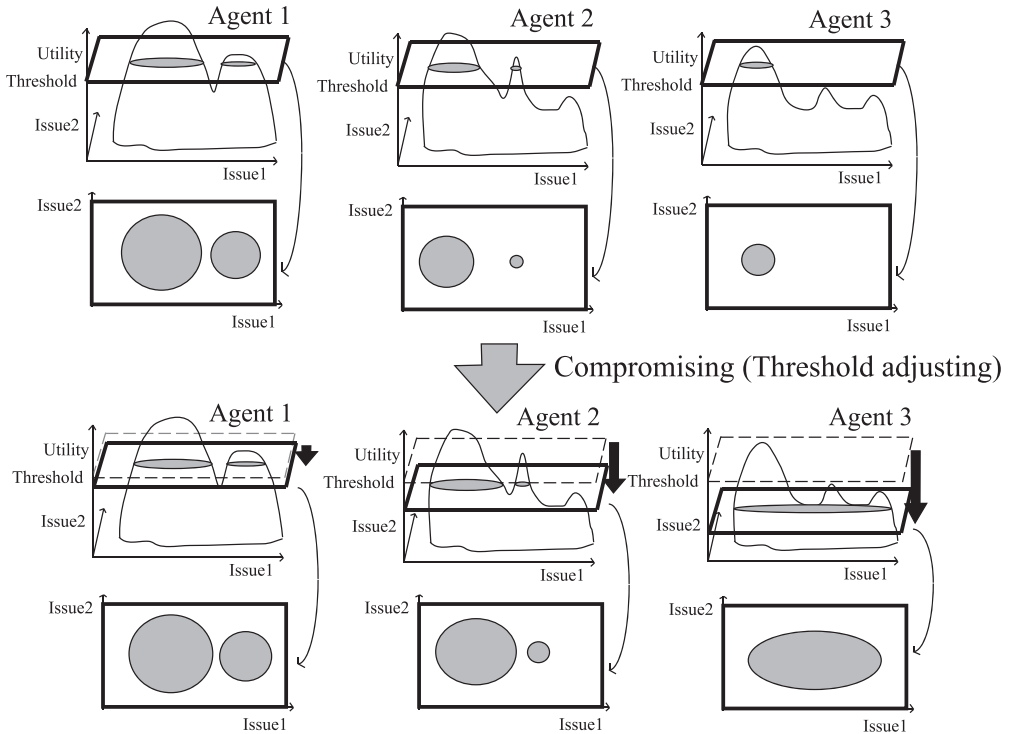 Agent 1
Utility
Threshold
Issue2
Issue1
Issue2
Issue1
Agent 2
Utility
Threshold
Issue2
Issue1
Issue2
Issue1
Agent 3
Utility
Threshold
Issue2
Issue1
Issue2
Issue1
Compromising (Threshold adjusting)
Agent 1
Utility
Threshold
Issue2
Issue1
Issue2
Issue1
Agent 2
Utility
Threshold
Issue2
Issue1
Issue2
Issue1
Agent 3
Utility
Threshold
Issue2
Issue1
Issue2
Issue1